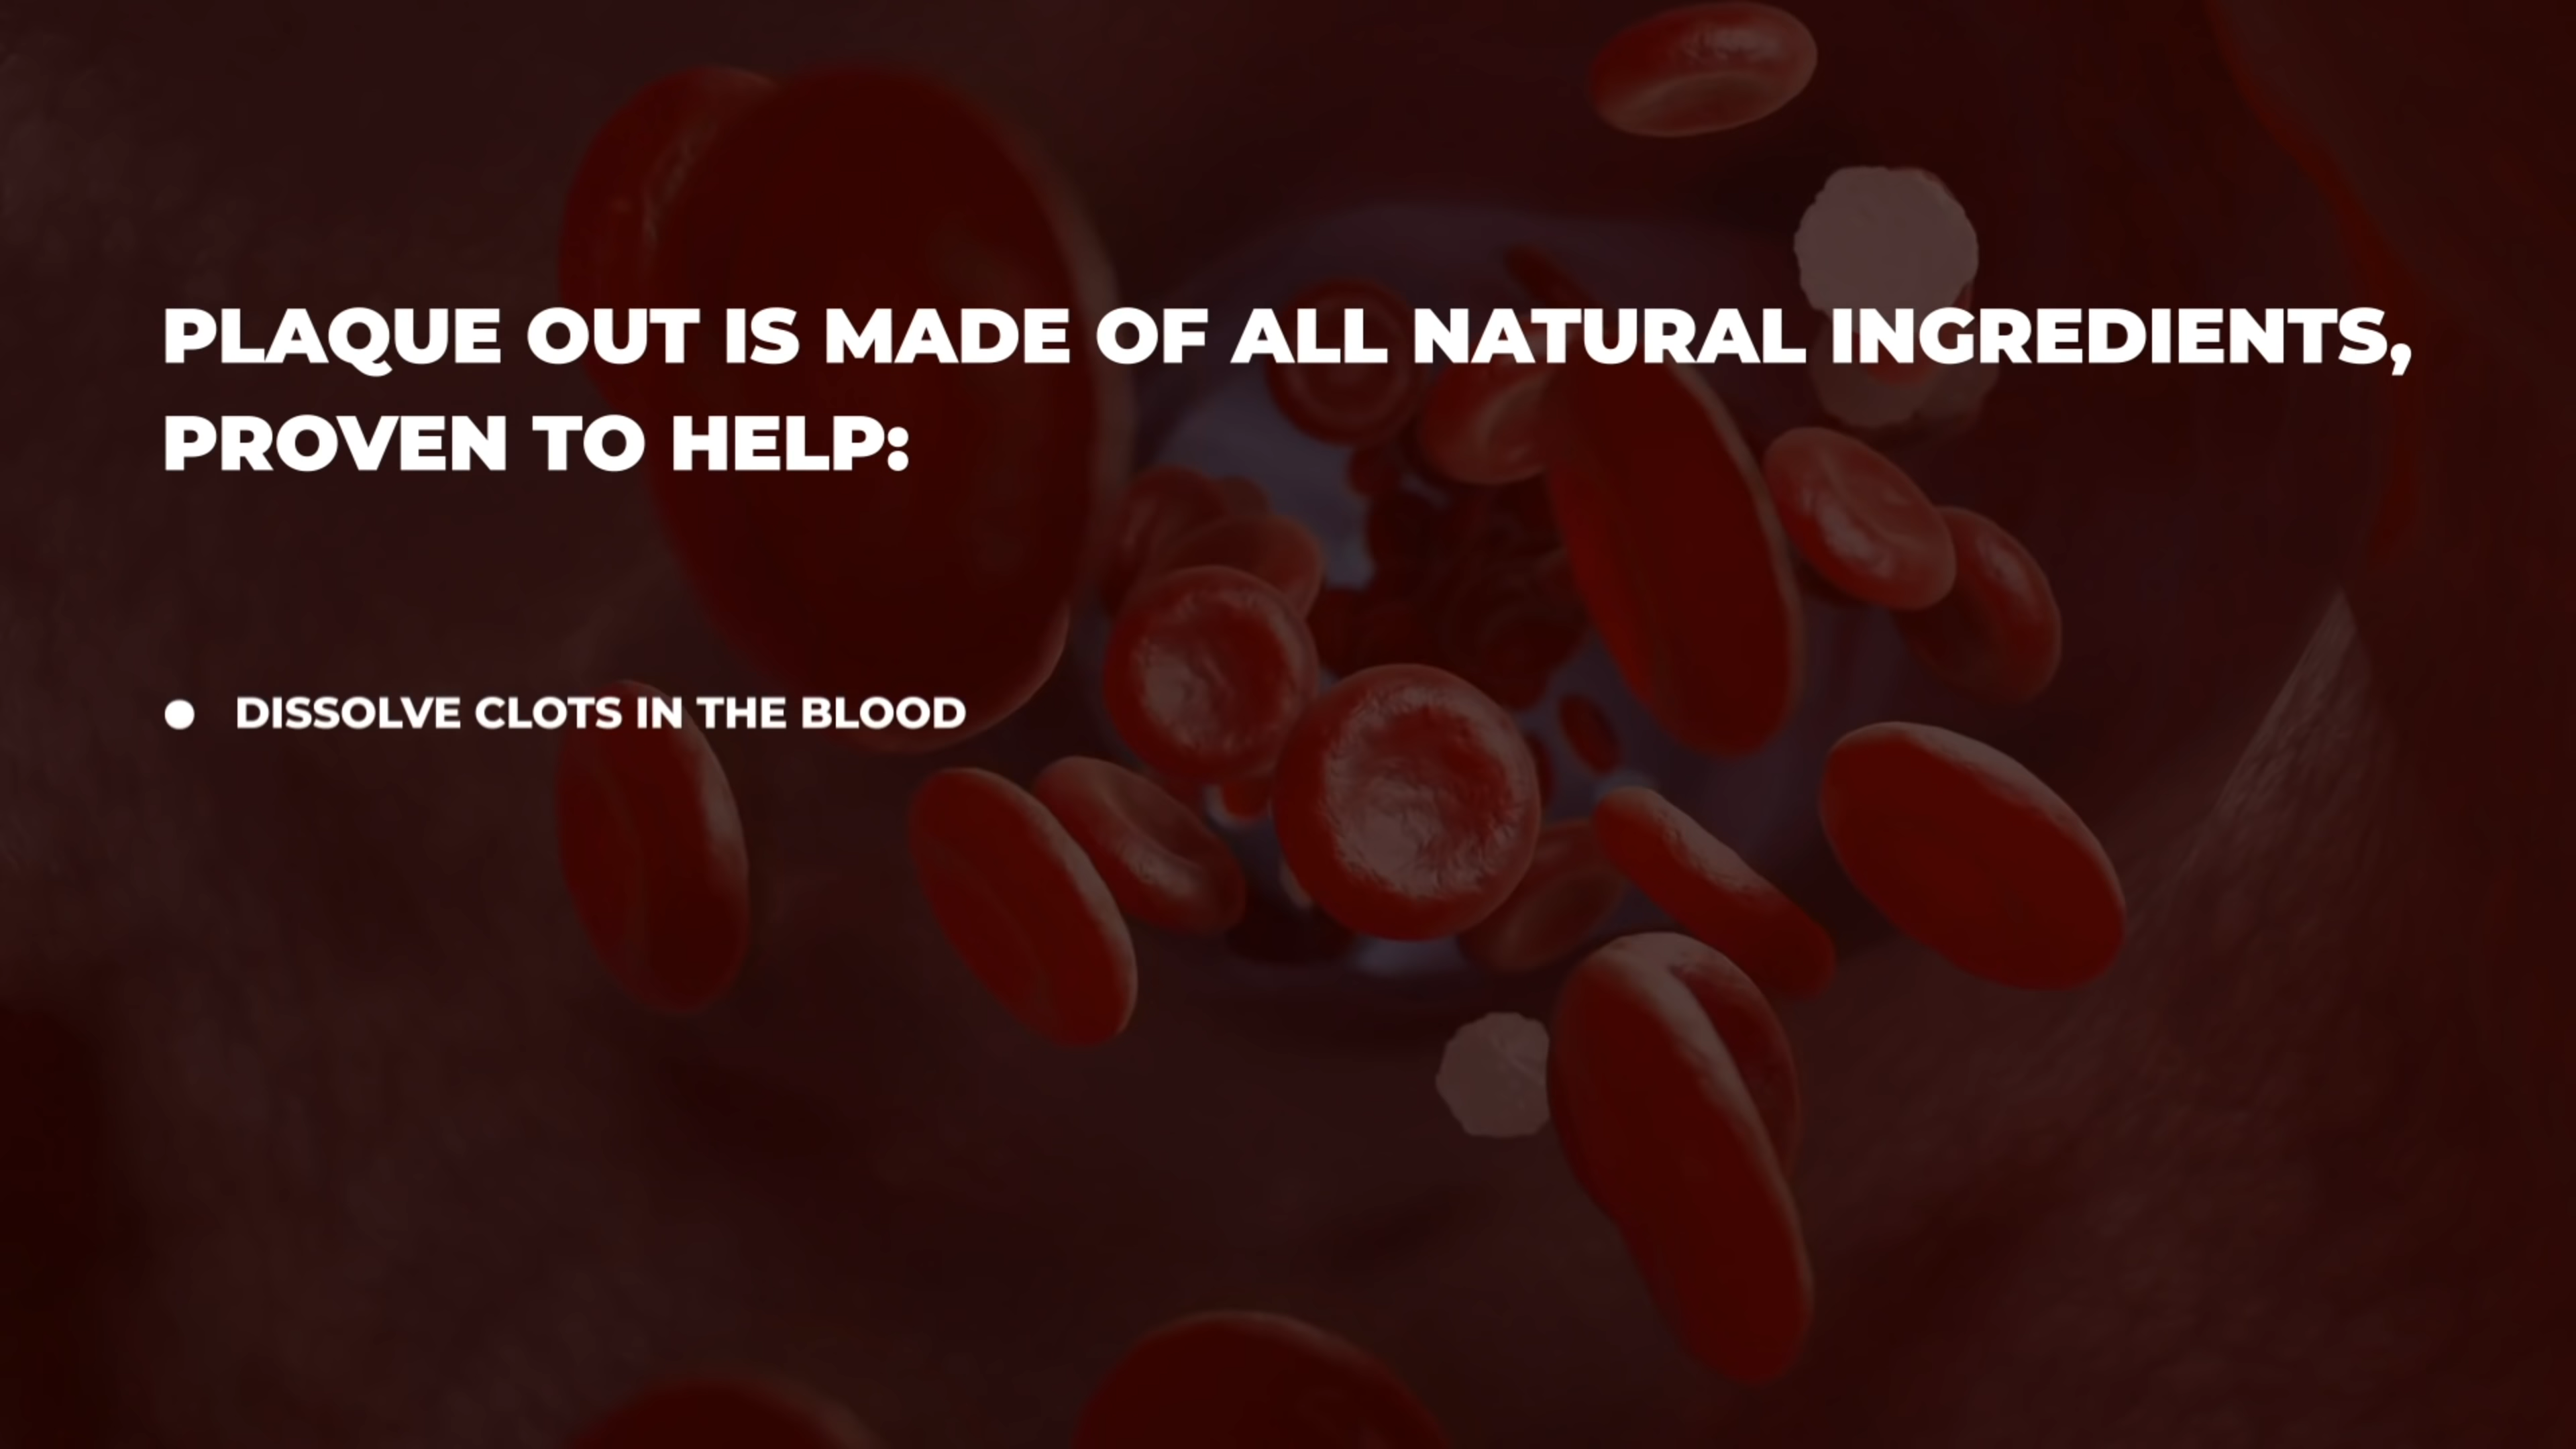 PLAQUE OUT IS MADE OF ALL NATURAL INGREDIENTS,
PROVEN TO HELP:
● DISSOLVE CLOTS IN THE BLOOD